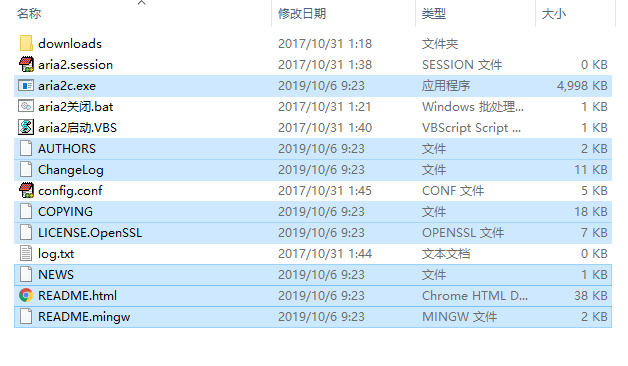 名称 修改日期 类型 大小
downloads 2017/10/31 1:18 文件夹
aria2.session 2017/10/31 1:38 SESSION 文件 0 KB
aria2c.exe 2019/10/6 9:23 应用程序 4,998 KB
aria2关闭.bat 2017/10/31 1:21 Windows 批处理... 1 KB
aria2启动.VBS 2017/10/31 1:40 VBScript Script ... 1 KB
AUTHORS 2019/10/6 9:23 文件 2 KB
ChangeLog 2019/10/6 9:23 文件 11 KB
config.conf 2017/10/31 1:45 CONF 文件 5 KB
COPYING 2019/10/6 9:23 文件 18 KB
LICENSE.OpenSSL 2019/10/6 9:23 OPENSSL 文件 7 KB
log.txt 2017/10/31 1:44 文本文档 0 KB
NEWS 2019/10/6 9:23 文件 1 KB
README.html 2019/10/6 9:23 Chrome HTML D... 38 KB
README.mingw 2019/10/6 9:23 MINGW 文件 2 KB